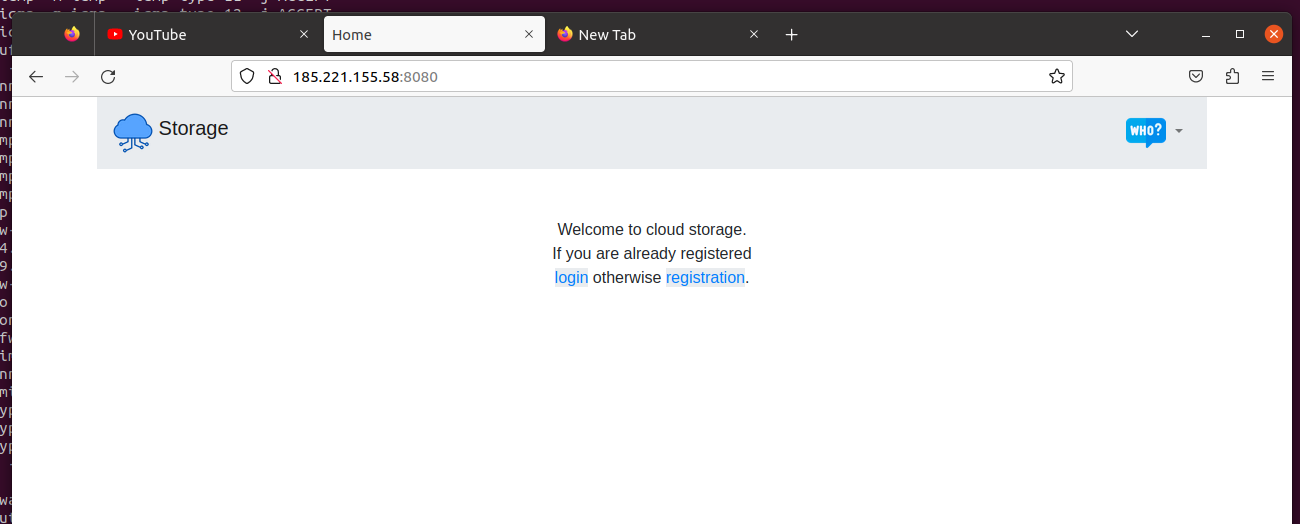 YouTube
Home
New Tab
185.221.155.58:8080
Storage
WHO?
Welcome to cloud storage.
If you are already registered
login otherwise registration.